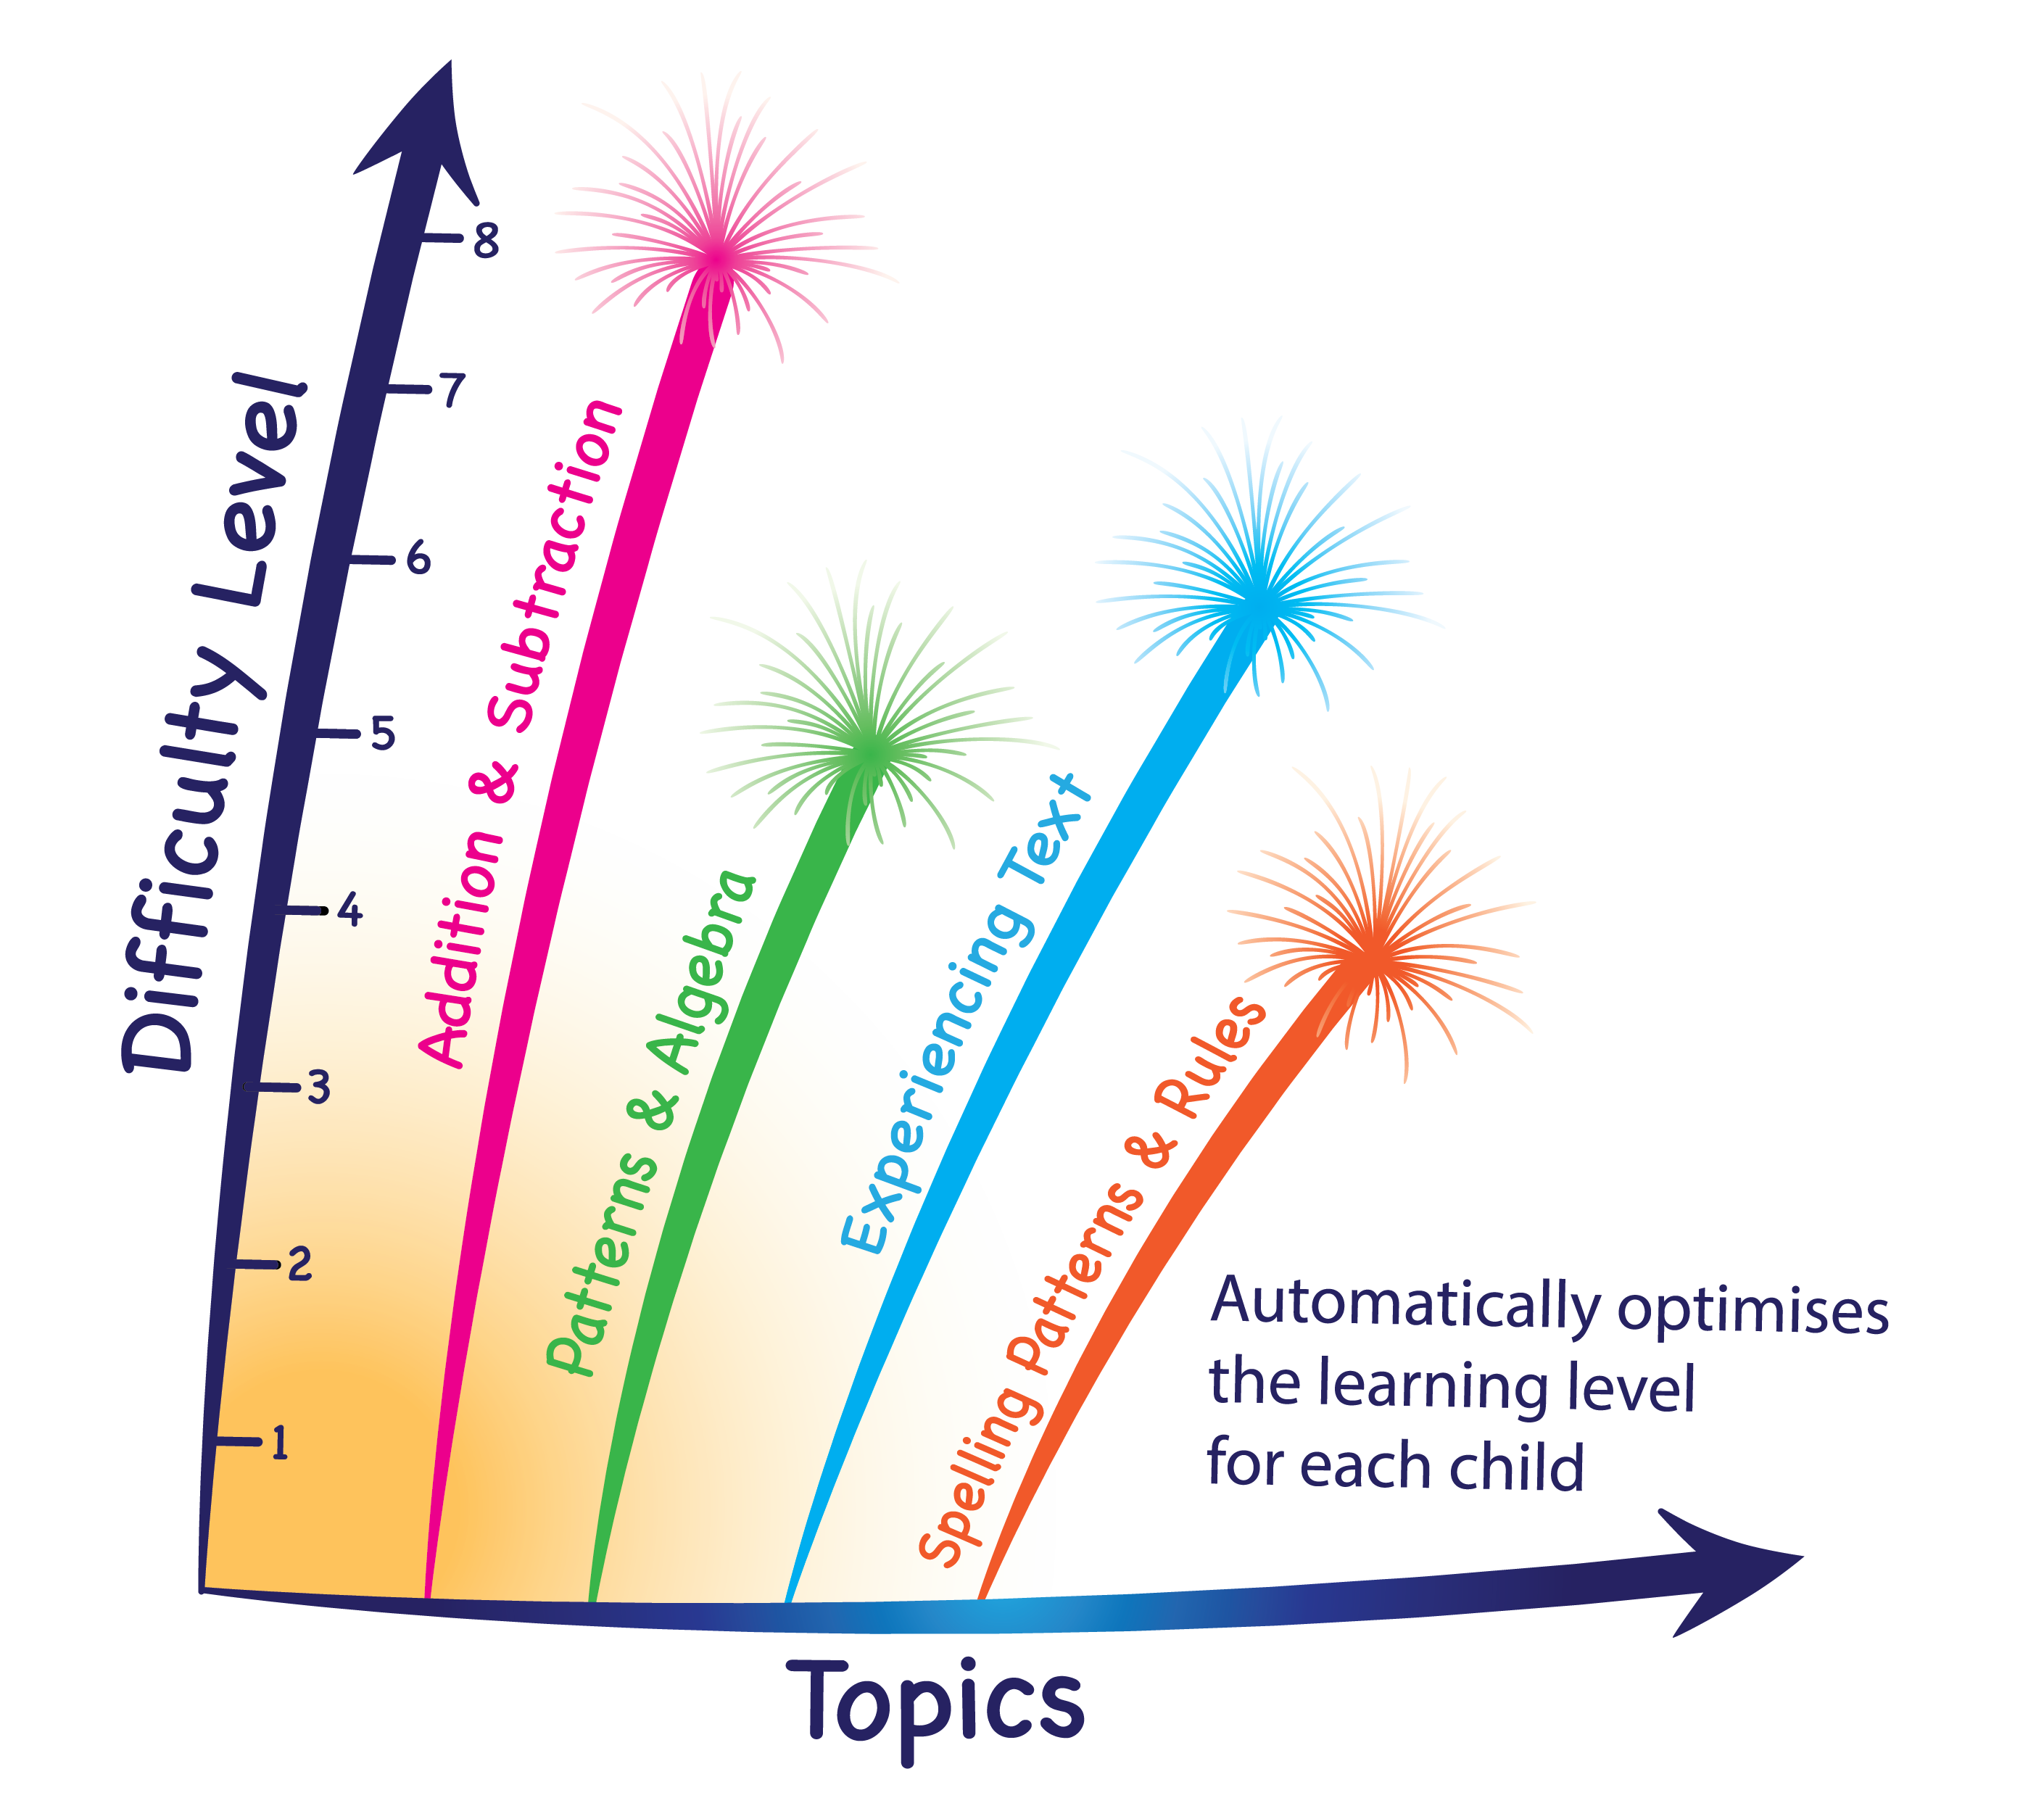 Difficulty Level
8
7
6
5
4
3
2
1
Addition & Subtraction
Patterns & Algebra
Experiencing Text
Spelling Patterns & Rules
Automatically optimises
the learning level
for each child
Topics